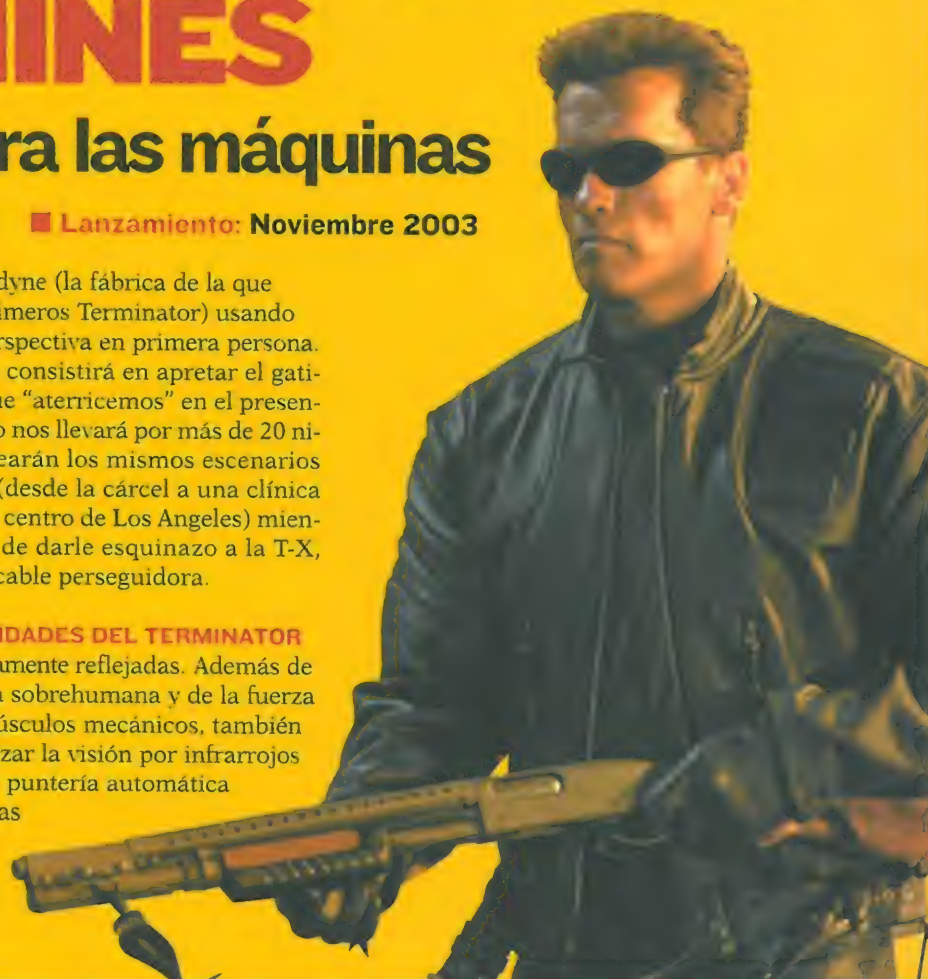 INES
ra las máquinas
Lanzamiento: Noviembre 2003
dyne (la fábrica de la que
meros Terminator) usando
rspectiva en primera persona.
consistirá en apretar el gati-
e "aterricemos" en el presen-
o nos llevará por más de 20 ni-
earán los mismos escenarios
(desde la cárcel a una clínica
centro de Los Angeles) mien-
de darle esquinazo a la T-X,
cable perseguidora.
IDADES DEL TERMINATOR
amente reflejadas. Además de
a sobrehumana y de la fuerza
úsculos mecánicos, también
zar la visión por infrarrojos
puntería automática
as